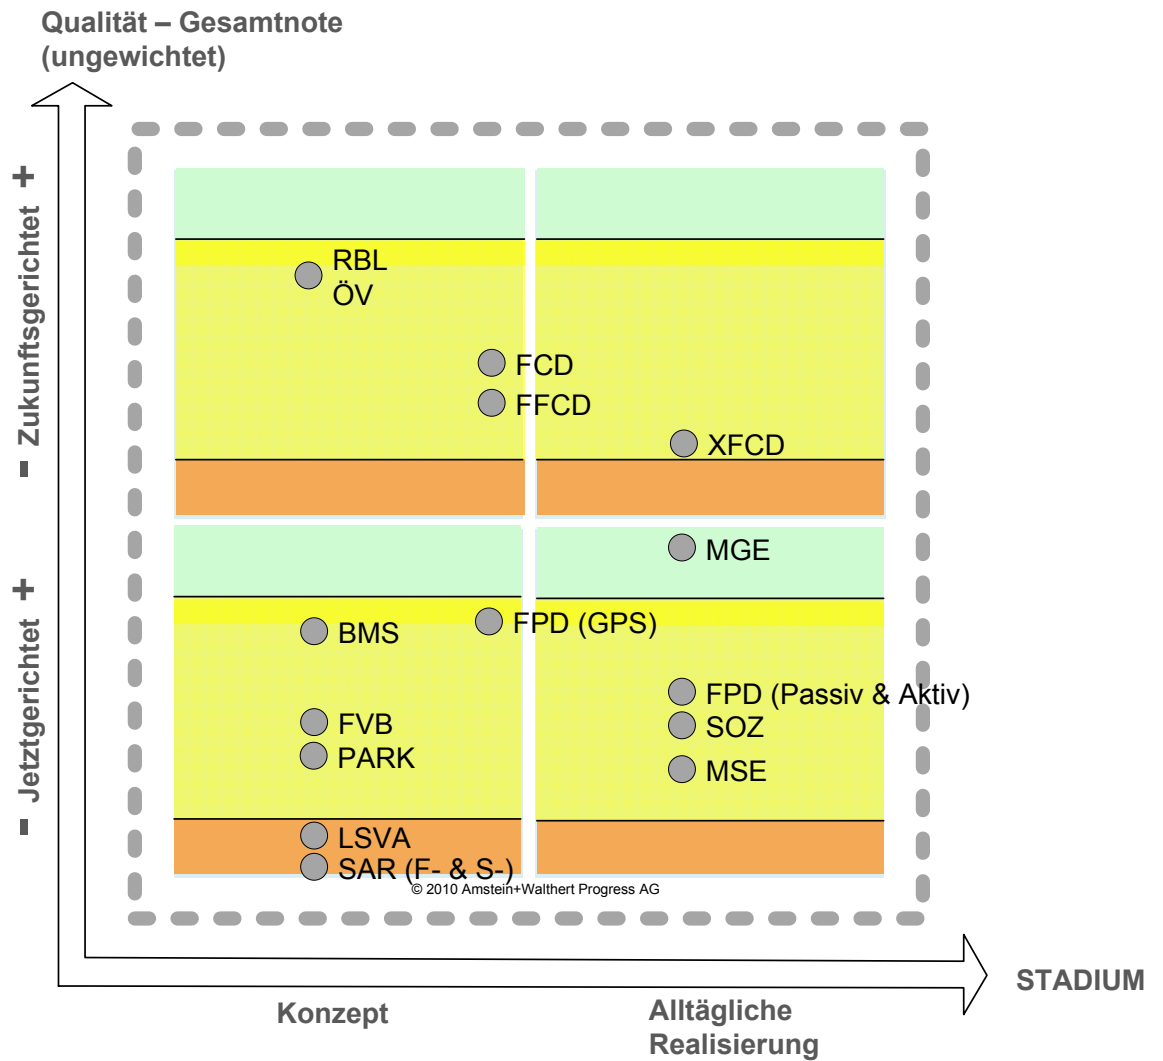 Qualität – Gesamtnote
(ungewichtet)
- Zukunftsgerichtet +
RBL
ÖV
FCD
FFCD
XFCD
- Jetztgerichtet +
MGE
FPD (GPS)
BMS
FPD (Passiv & Aktiv)
FVB
SOZ
PARK
MSE
LSVA
SAR (F- & S-)
© 2010 Amstein+Walthert Progress AG
STADIUM
Konzept
Alltägliche
Realisierung